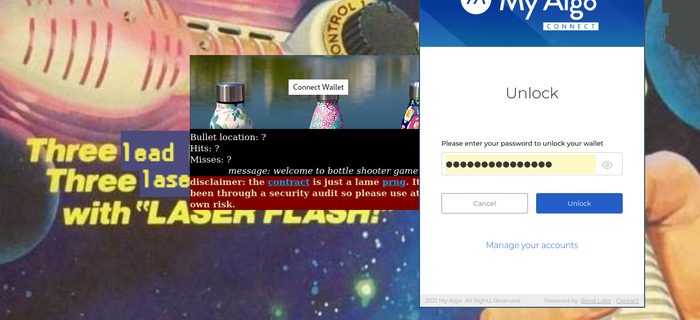 CONTROL
My Algo
CONNECT
Connect Wallet
Unlock
Bullet location: ?
Hits: ?
Misses: ?
message: welcome to bottle shooter game
disclaimer: the contract is just a lame prng. It
been through a security audit so please use at
own risk.
Three lead
Three lase
with "LASER FLASH!"
Please enter your password to unlock your wallet
Cancel
Unlock
Manage your accounts
2021 My Algo. All Rights Reserved
Powered by Rand Labs
Contact